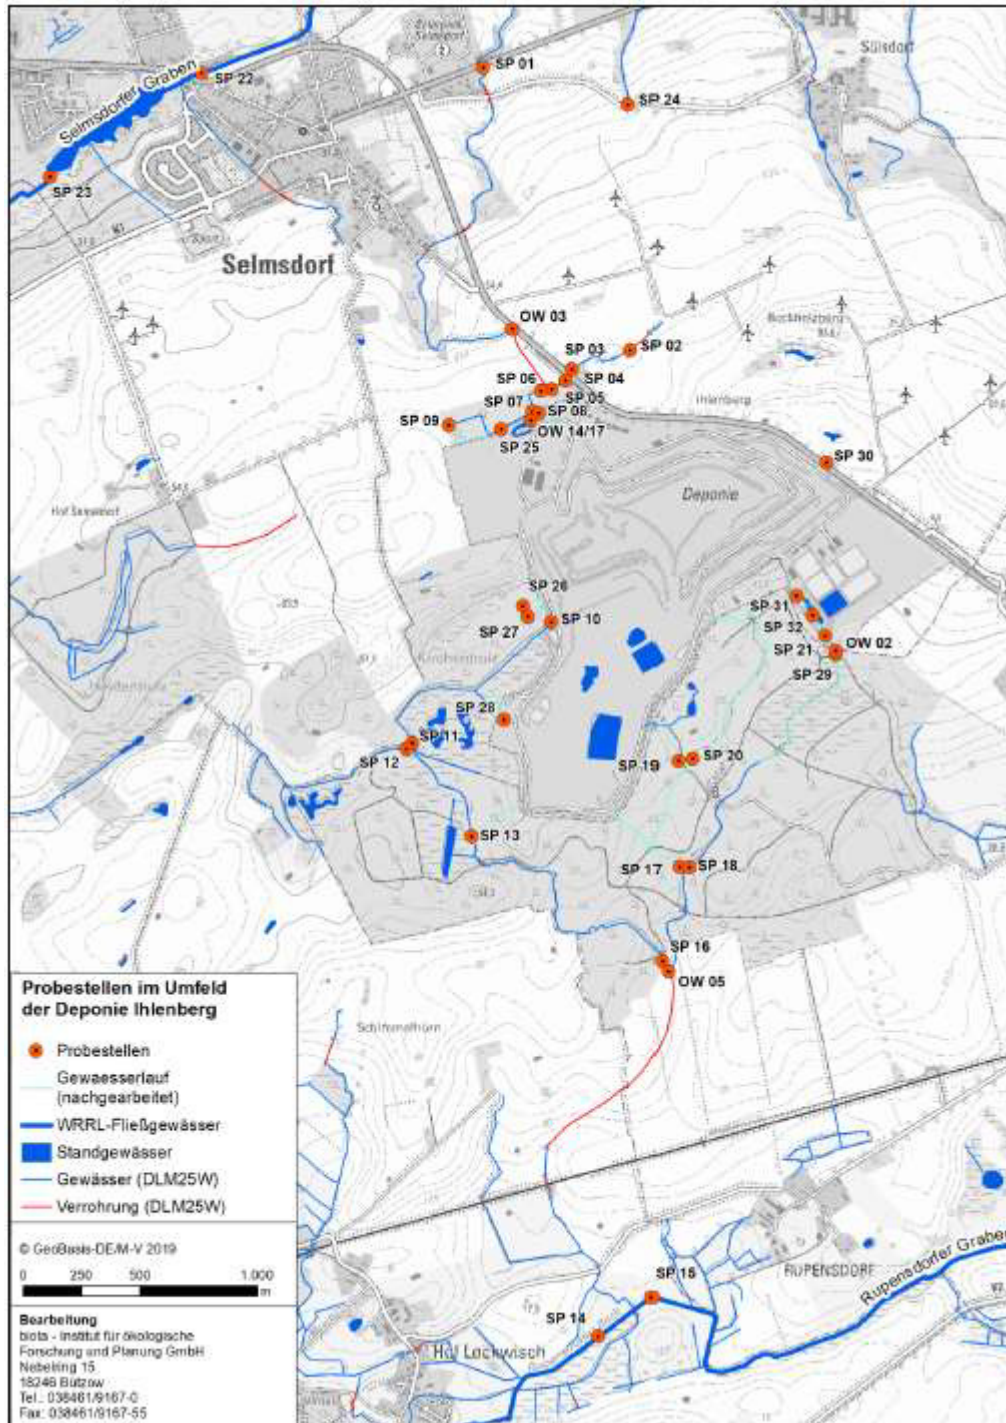 Sülsdorf
SP 01
SP 22
SP 24
Selmsdorfer Graben
SP 23
Selmsdorf
OW 03
SP 03
SP 02
SP 06
SP 04
SP 05
SP 07
SP 08
SP 09
OW 14/17
SP 25
Ihlenberg
SP 30
Deponie
Hof Selmsdorf
SP 26
SP 31
SP 27
SP 10
SP 32
SP 21
OW 02
SP 29
SP 28
SP 11
SP 12
SP 19
SP 20
SP 13
SP 17
SP 18
SP 16
OW 05
Probestellen im Umfeld
der Deponie Ihlenberg
Probestellen
Gewaesserlauf
(nachgearbeitet)
WRRL-Fließgewässer
Standgewässer
Gewässer (DLM25W)
Verrohrung (DLM25W)
© GeoBasis-DE/M-V 2019
0 250 500 1.000
m
Bearbeitung
biota - Institut für ökologische
Forschung und Planung GmbH
Nebelring 15
18246 Bützow
Tel.: 038461/9167-0
Fax: 038461/9167-55
SP 15
RUPENSDORF
Rupensdorfer Graben
SP 14
Hof Lockwisch